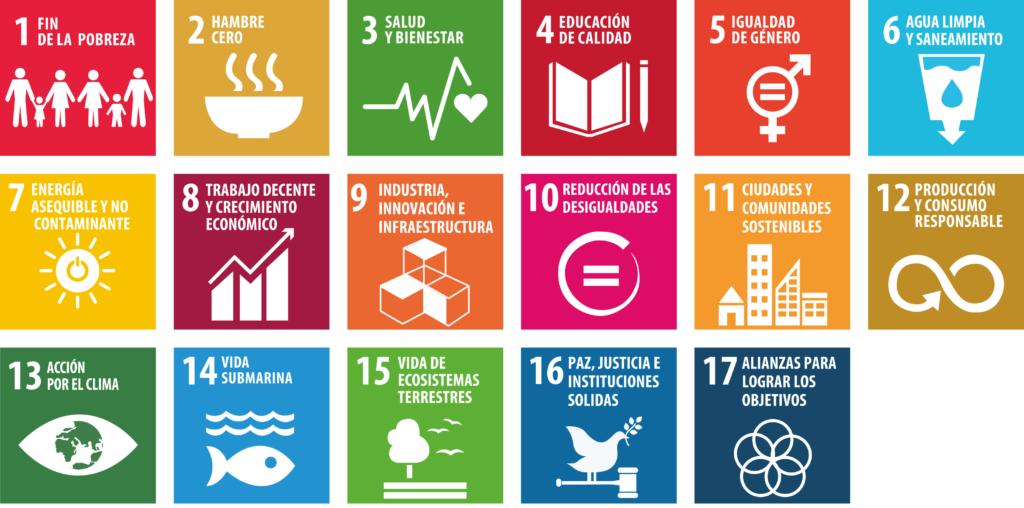 1 FIN
DE LA POBREZA
2 HAMBRE
CERO
3 SALUD
Y BIENESTAR
4 EDUCACIÓN
DE CALIDAD
5 IGUALDAD
DE GÉNERO
6 AGUA LIMPIA
Y SANEAMIENTO
7 ENERGÍA
ASEQUIBLE Y NO
CONTAMINANTE
8 TRABAJO DECENTE
Y CRECIMIENTO
ECONÓMICO
9 INDUSTRIA,
INNOVACIÓN E
INFRAESTRUCTURA
10 REDUCCIÓN DE LAS
DESIGUALDADES
11 CIUDADES Y
COMUNIDADES
SOSTENIBLES
12 PRODUCCIÓN
Y CONSUMO
RESPONSABLE
13 ACCIÓN
POR EL CLIMA
14 VIDA
SUBMARINA
15 VIDA DE
ECOSISTEMAS
TERRESTRES
16 PAZ, JUSTICIA E
INSTITUCIONES
SOLIDAS
17 ALIANZAS PARA
LOGRAR LOS
OBJETIVOS